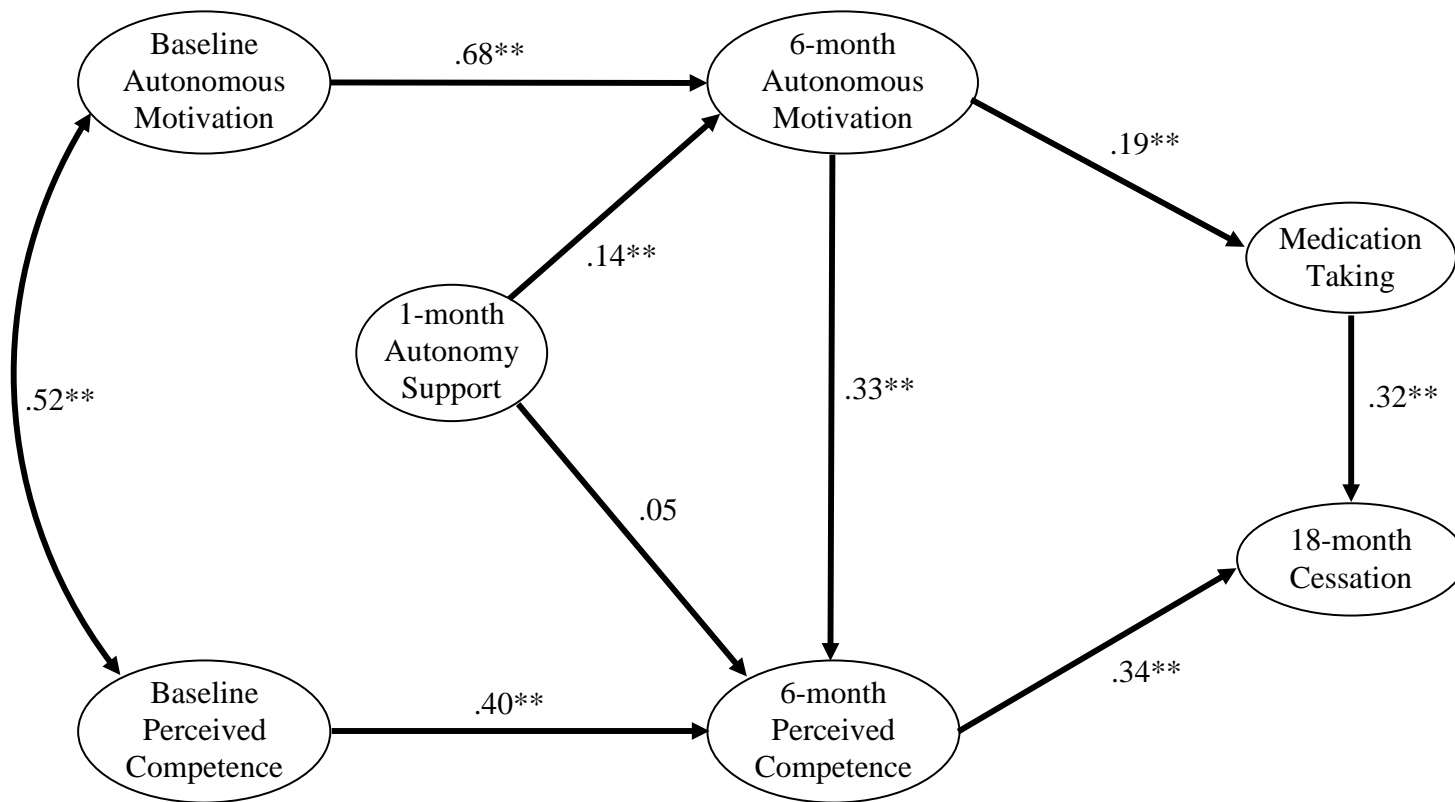 Baseline
Autonomous
Motivation
.68**
6-month
Autonomous
Motivation
.19**
Medication
Taking
.14**
1-month
Autonomy
Support
.52**
.33**
.32**
.05
18-month
Cessation
Baseline
Perceived
Competence
.40**
6-month
Perceived
Competence
.34**